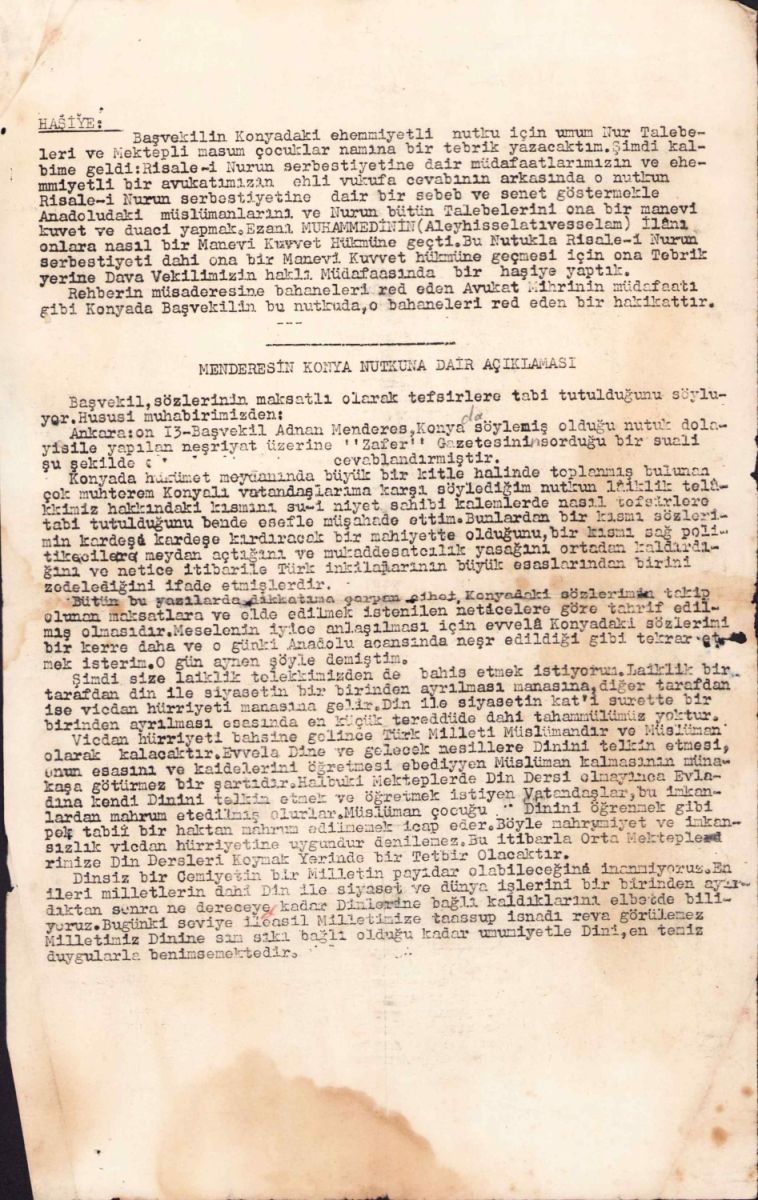 HAŞİYE:
Başvekilin Konyadaki ehemmiyetli nutku için umum Nur Talebe-
leri ve Mektepli masum çocuklar namına bir tebrik yazacaktım.Şimdi kal-
bime geldi:Risale-i Nurun serbestiyetine dair müdafaatlarımızın ve ehe-
mmiyetli bir avukatımızın ehli vukufa cevabının arkasında o nutkun
Risale-i Nurun serbestiyetine dair bir sebeb ve senet göstermekle
Anadoludaki müslümanlarını ve Nurun bütün Talebelerini ona bir manevi
kuvet ve duaci yapmak.Ezanı MUHAMMEDİNİN(Aleyhisselatıvesselam) İlânı
onlara nasıl bir Manevi Kuvvet Hükmüne geçti.Bu Nutukla Risale-i Nurun
serbestiyeti dahi ona bir Manevi Kuvvet hükmüne geçmesi için ona Tebrik
yerine Dava Vekilimizin haklı Müdafaasında bir haşiye yaptık.
Rehberin müsaderesine bahaneleri red eden Avukat Mihrinin müdafaatı
gibi Konyada Başvekilin bu nutkuda,o bahaneleri red eden bir hakikattır.
---
MENDERESİN KONYA NUTKUNA DAİR AÇIKLAMASI
Başvekil,sözlerinin maksatlı olarak tefsirlere tabi tutulduğunu söylu-
yor.Hususi muhabirimizden:
Ankara:on I3-Başvekil Adnan Menderes,Konya da söylemiş olduğu nutuk dola-
yisile yapılan neşriyat üzerine ''Zafer'' Gazetesininsorduğu bir suali
şu şekilde cevablandırmiştir.
Konyada hükümet meydanında büyük bir kitle halinde toplanmış bulunan
çok muhterem Konyalı vatandaşlarıma karşı söylediğim nutkun lâiklik telâ-
kkimiz hakkındaki kısmını su-i niyet sahibi kalemlerde nasıl tefsirlere
tabi tutulduğunu bende esefle müşahade ettim.Bunlardan bir kısmı sözleri-
min kardeşi kardeşe kırdıracak bir mahiyette olduğunu,bir kısmı sağ poli-
tikecilere meydan açtığını ve mukaddesatcılık yasağını ortadan kaldırdı-
ğını ve netice itibarile Türk inkilaplarının büyük esaslarından birini
zedelediğini ifade etmişlerdir.
Bütün bu yazılarda dikkatıma çarpan cihet,Konyadaki sözlerimin takip
olunan maksatlara ve elde edilmek istenilen neticelere göre tahrif edil-
miş olmasıdır.Meselenin iyice anlaşılması için evvelâ Konyadaki sözlerimi
bir kerre daha ve o günki Anadolu acansında neşr edildiği gibi tekrar et-
mek isterim.O gün aynen şöyle demiştim.
Şimdi size laiklik telekkimizden de bahis etmek istiyorum.Laiklik bir
tarafdan din ile siyasetin bir birinden ayrılması manasına,diğer tarafdan
ise vicdan hürriyeti manasına gelir.Din ile siyasetin kat'i surette bir
birinden ayrılması esasında en küçük tereddüde dahi tahammülümüz yoktur.
Vicdan hürriyeti bahsine gelince Türk Milleti Müslümandır ve Müslüman
olarak kalacaktır.Evvela Dine ve gelecek nesillere Dinini telkin etmesi,
onun esasını ve kaidelerini öğretmesi ebediyyen Müslüman kalmasının müna-
kaşa götürmez bir şartıdır.Halbuki Mekteplerde Din Dersi olmayınca Evla-
dına kendi Dinini telkin etmek ve öğretmek istiyen Vatandaşlar,bu imkan-
lardan mahrum etedilmiş olurlar.Müslüman çocuğu Dinini öğrenmek gibi
pek tabiî bir haktan mahrum edilmemek icap eder.Böyle mahrumiyet ve imkan-
sızlık vicdan hürriyetine uygundur denilemez.Bu itibarla Orta Mektepler
rimize Din Dersleri Koymak Yerinde bir Tetbir Olacaktır.
Dinsiz bir Cemiyetin bir Milletin payidar olabileceğine inanmıyoruz.En
ileri milletlerin dahi Din ile siyaset ve dünya işlerini bir birinden ayır-
dıktan sonra ne dereceye kadar Dinlerine bağlı kaldıklarını elbetde bili-
yoruz.Bugünki seviye ileasil Milletimize taassup isnadı reva görülemez
Milletimiz Dinine sım sıkı bağlı olduğu kadar umumiyetle Dini,en temiz
duygularla benimsemektedir.